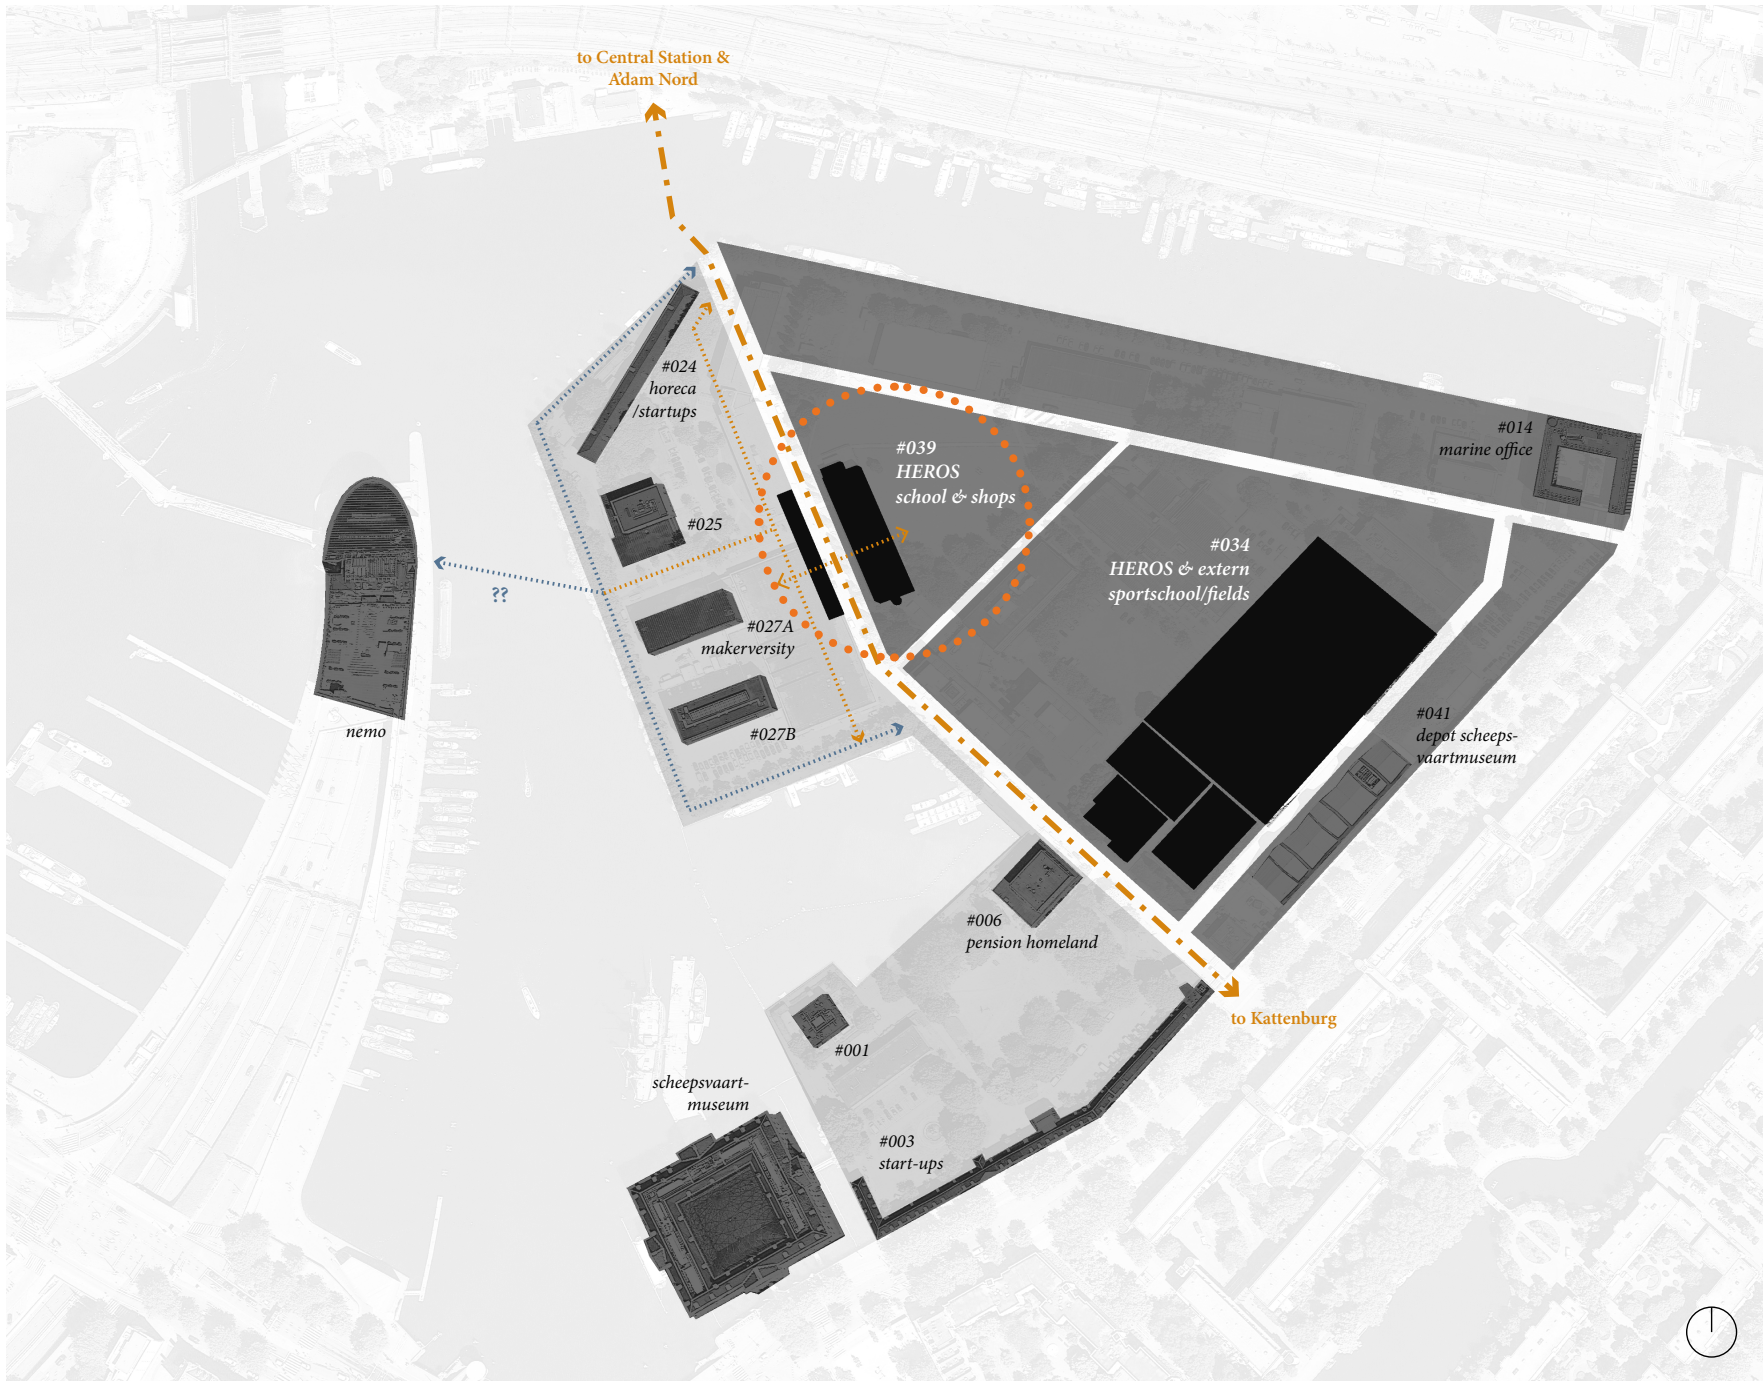 to Central Station &
A'dam Nord
#024
horeca
/startups
#039
HEROS
school & shops
#014
marine office
#025
#034
HEROS & extern
sportschool/fields
??
#027A
makerversity
nemo
#027B
#041
depot scheeps-
vaartmuseum
#006
pension homeland
to Kattenburg
#001
scheepsvaart-
museum
#003
start-ups